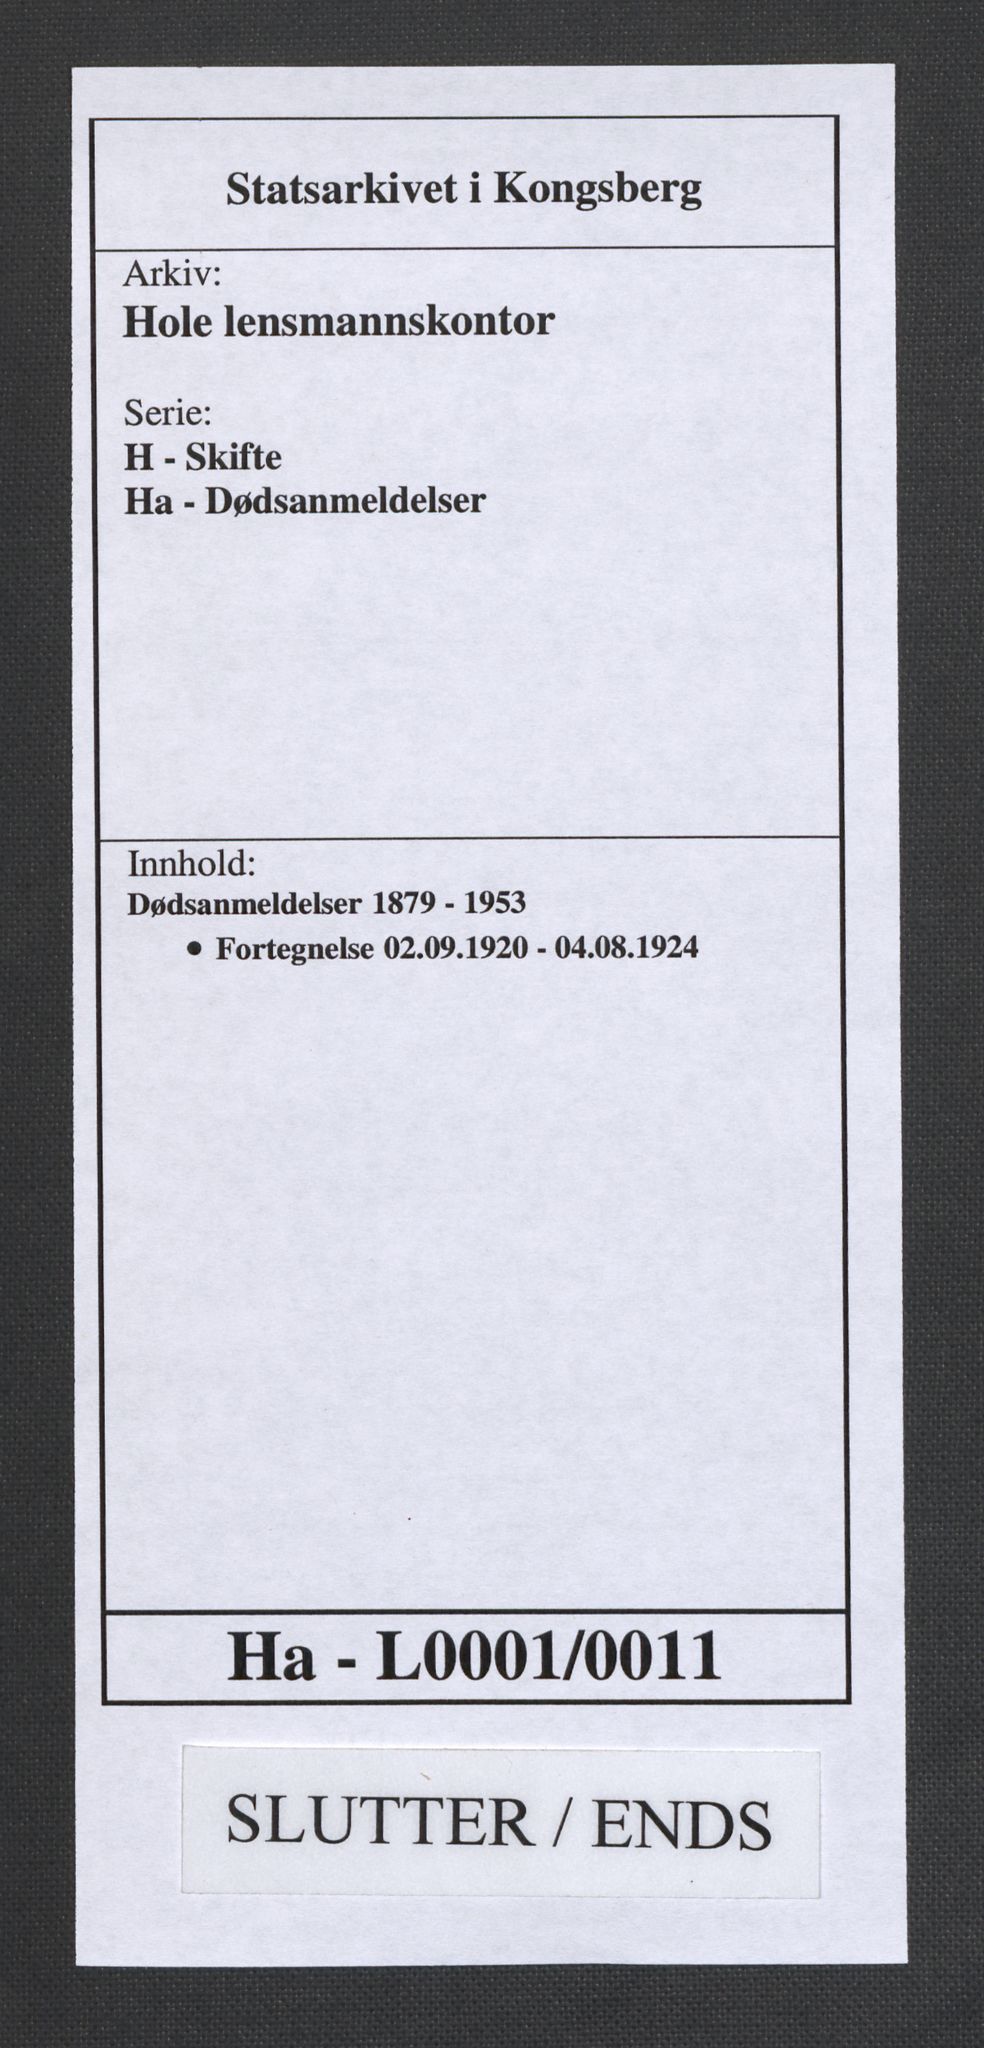 Statsarkivet i Kongsberg
Arkiv:
Hole lensmannskontor
Serie:
H - Skifte
Ha - Dødsanmeldelser
Innhold:
Dødsanmeldelser 1879 - 1953
• Fortegnelse 02.09.1920 - 04.08.1924
Ha - L0001/0011
SLUTTER / ENDS